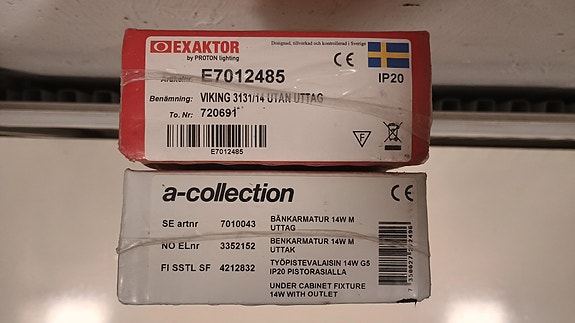 EXAKTOR
by PROTON lighting
Designed, tillverkad och kontrollerad i Sverige
CE
Artikelnr: E7012485
IP20
Benämning: VIKING 3131/14 UTAN UTTAG
To. Nr: 720691
F
E7012485
a-collection
CE
SE artnr 7010043 BÄNKARMATUR 14W M
UTTAG
NO ELnr 3352152 BENKARMATUR 14W M
UTTAK
FI SSTL SF 4212832 TYÖPISTEVALAISIN 14W G5
IP20 PISTORASIALLA
UNDER CABINET FIXTURE
14W WITH OUTLET